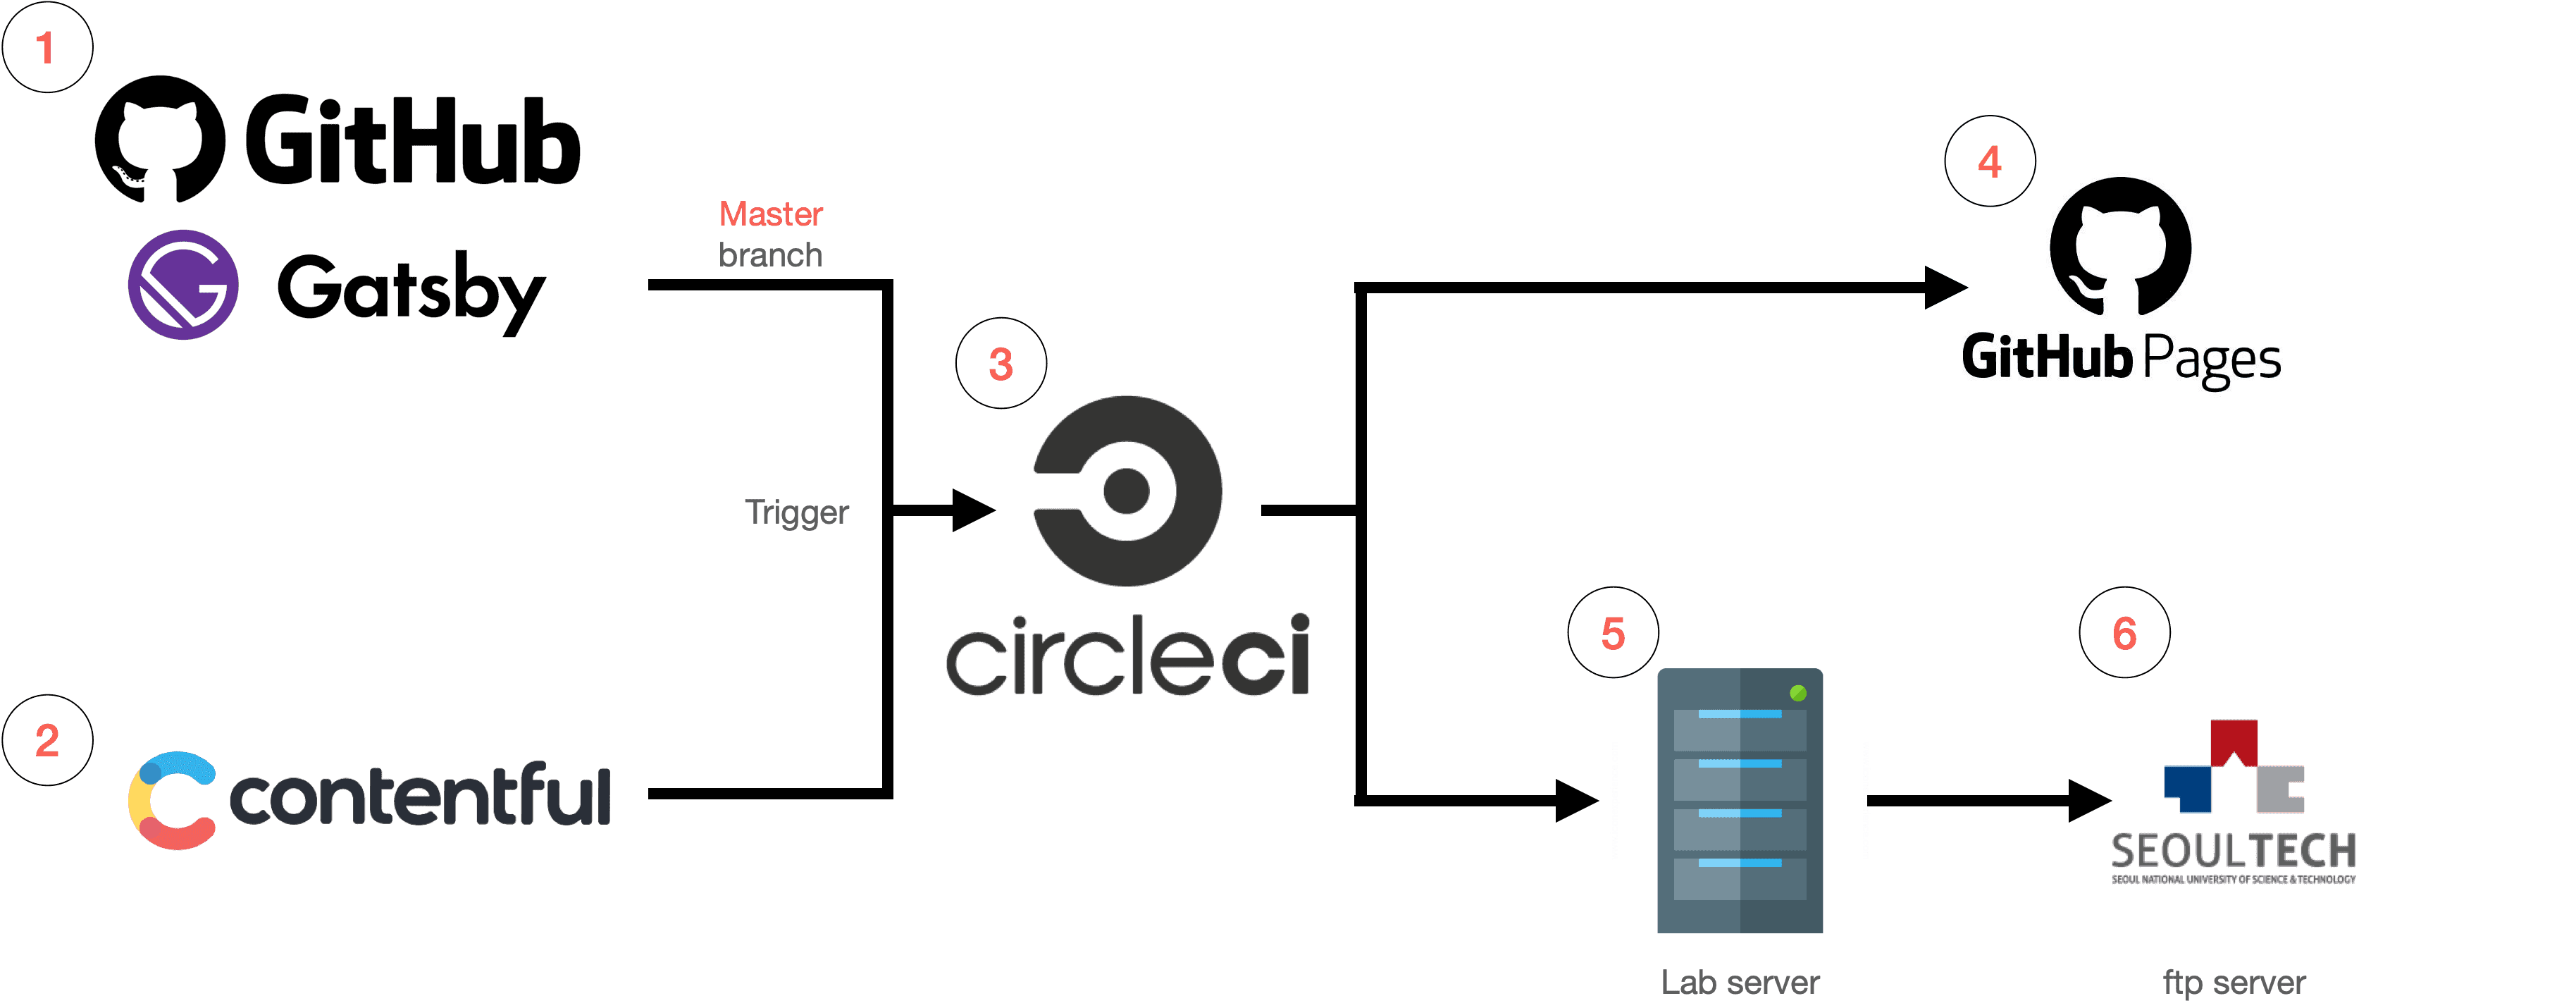 1
GitHub
Gatsby
Master
branch
Trigger
2
contentful
3
circleci
4
GitHub Pages
5
Lab server
6
SEOULTECH
SEOUL NATIONAL UNIVERSITY OF SCIENCE & TECHNOLOGY
ftp server